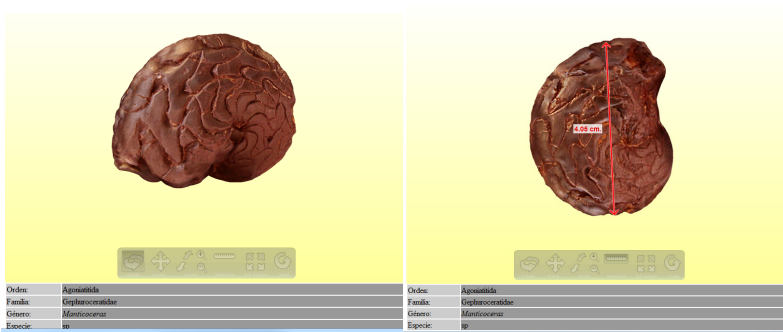 4.05 cm.
Orden: Agoniatitida
Familia: Gephuroceratidae
Género: Manticoceras
Especie: sp
Orden: Agoniatitida
Familia: Gephuroceratidae
Género: Manticoceras
Especie: sp